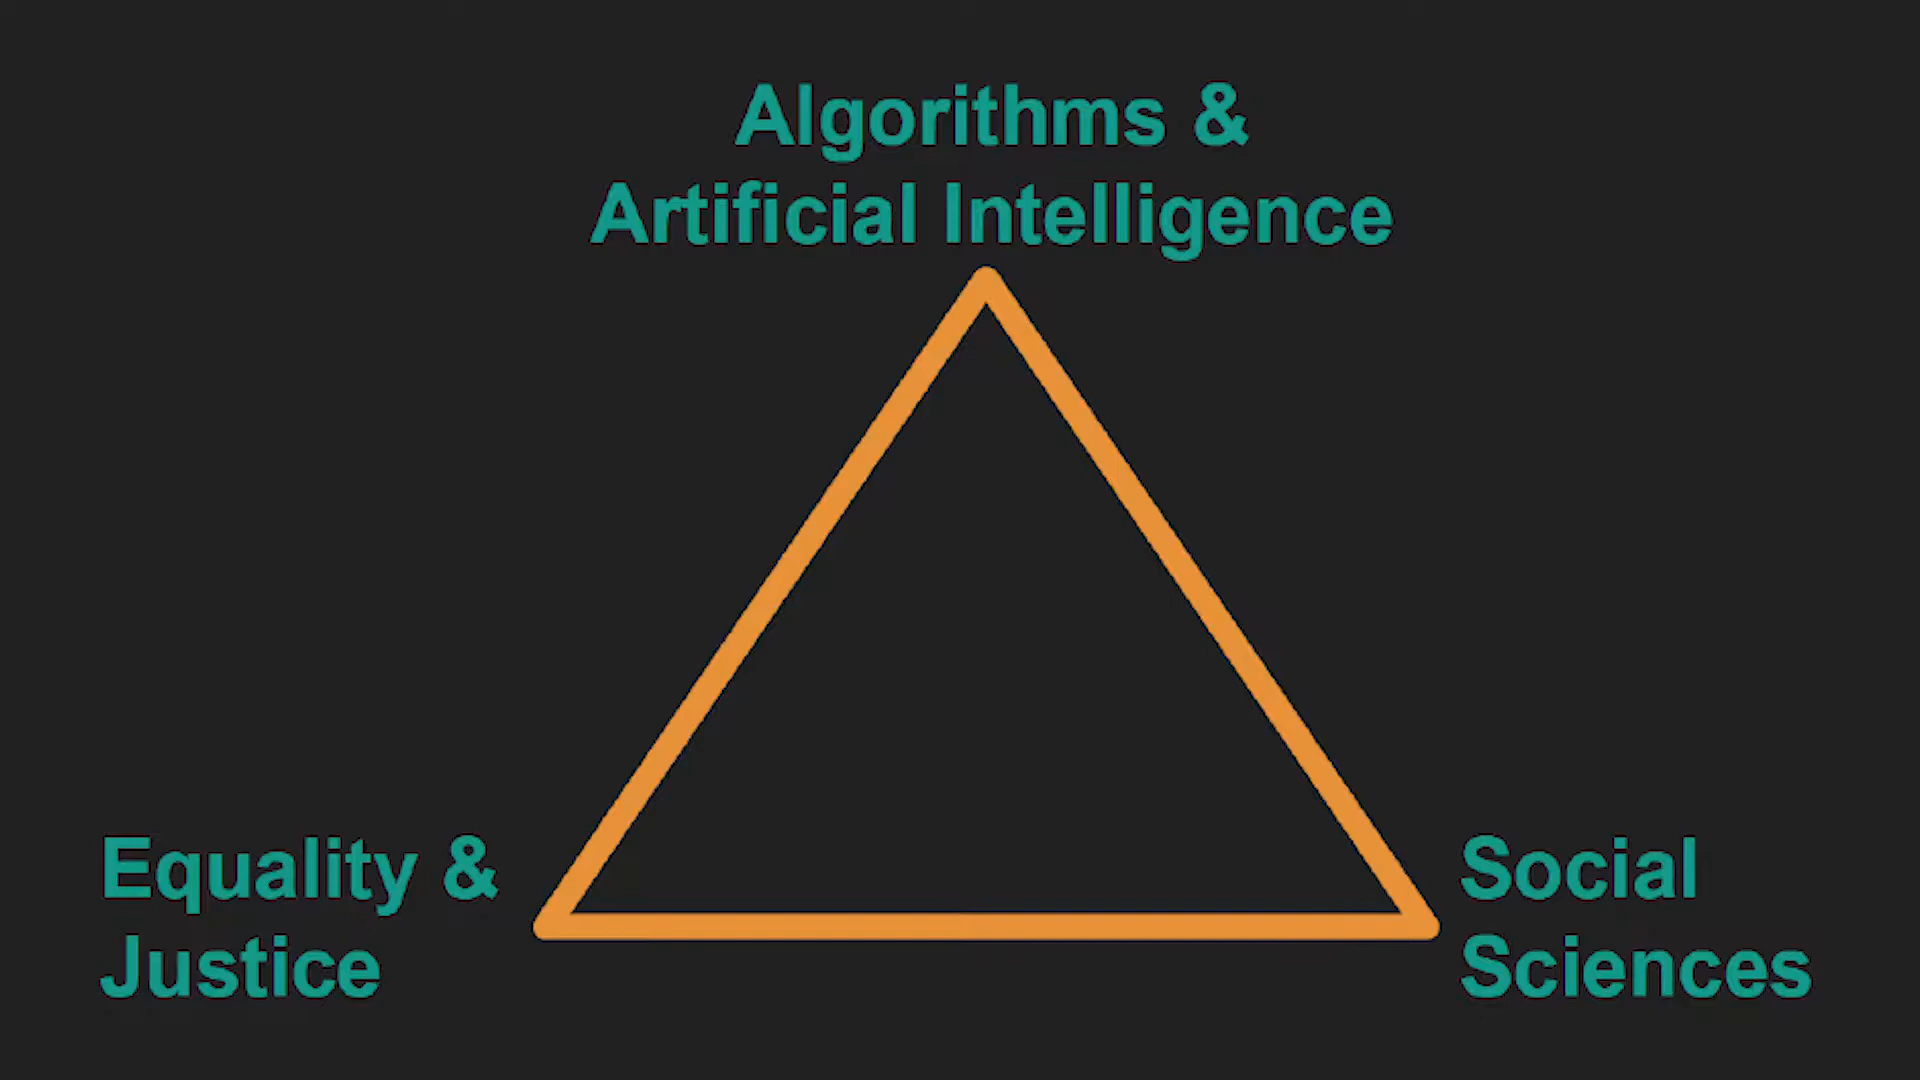 Algorithms &
Artificial Intelligence
Equality &
Justice
Social
Sciences